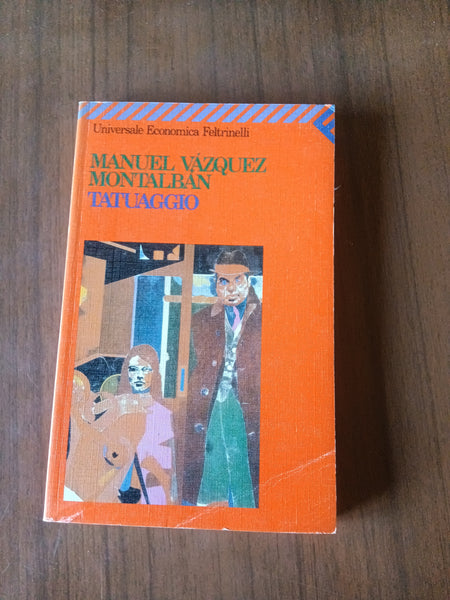 Universale Economica Feltrinelli
MANUEL VÁZQUEZ
MONTALBÁN
TATUAGGIO